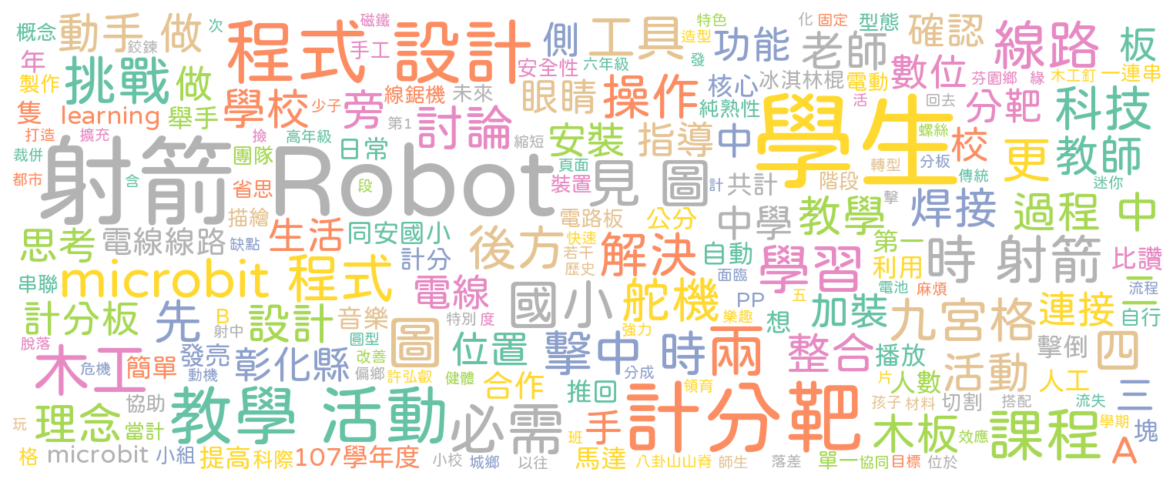 概念 動手 做 次 磁鐵 手工 程式 設計 側 工具 特色 造型 發 功能 化 固定 老師 型態 確認 線路 板
年 製作 鉸鍊 挑戰 做 安全性 六年級 眼睛 操作 核心 冰淇林棍 電動 數位 芬園鄉 緣 木工釘 一連串
隻 learning 舉手 學校 少子 旁 線鋸機 未來 討論 純熟性 學生 活 回去 分靶 科技
打造 擴充 撿 高年級 第1 縮短 安裝 指導 中 螺絲 校 更 教師
裁併 團隊 日常 頁面 轉型 分板 傳統 迷你
都市 含 射箭 Robot 省思 段 裝置 見 圖 計 共計 階段 擊
描繪 電路板 公分 中學 教學 焊接 過程 中
思考 電線線路 缺點 生活 同安國小 後方 快速 若干 歷史 解決 自動 學習 第一 時 射箭 比讚
串聯 microbit 程式 計分 電線 國小 舵機 面臨 利用 電池 麻煩 二 流程
計分板 先 B 射中 設計 音樂 特別 度 PP 樂趣 想 五 加裝 九宮格 連接 自行
脫落 發亮 圓型 圖 改善 位置 擊中 時 強力 兩 整合 播放 擊倒 四
木工 危機 簡單 動機 彰化縣 偏鄉 許弘叡 健體 合作 推回 分成 領育 片 人數 活動 人工 三
理念 協助 當計 教學 活動 必需 手 計分靶 孩子 材料 切割 搭配 流失 塊
玩 班 木板 效應 課程 學期
格 microbit 小組 提高 科際 107學年度 小校 城鄉 以往 馬達 八卦山山脊 師生 落差 單一 協同 目標 位於 A